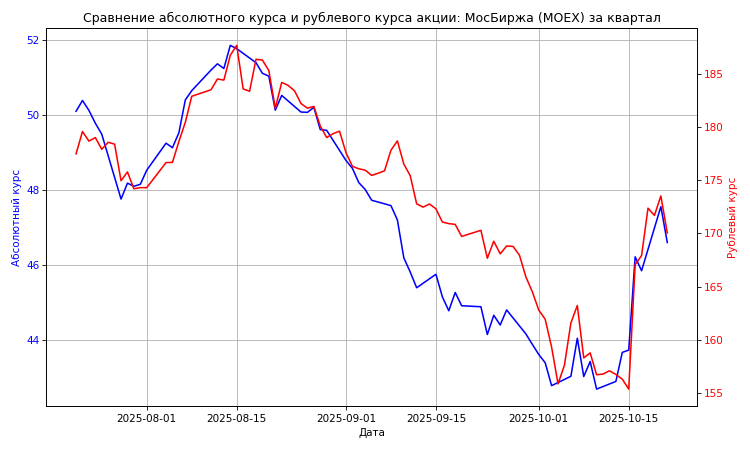 Сравнение абсолютного курса и рублевого курса акции: МосБиржа (MOEX) за квартал
52
50
48
46
44
Абсолютный курс
185
180
175
170
165
160
155
Рублевый курс
2025-08-01 2025-08-15 2025-09-01 2025-09-15 2025-10-01 2025-10-15
Дата